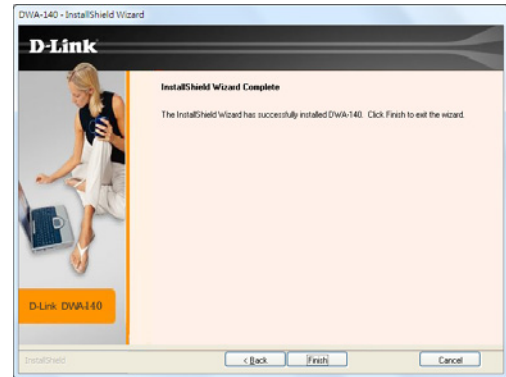 DWA-140 - InstallShield Wizard
D-Link
InstallShield Wizard Complete
The InstallShield Wizard has successfully installed DWA-140. Click Finish to exit the wizard.
D-Link DWA-140
InstallShield
< Back
Finish
Cancel